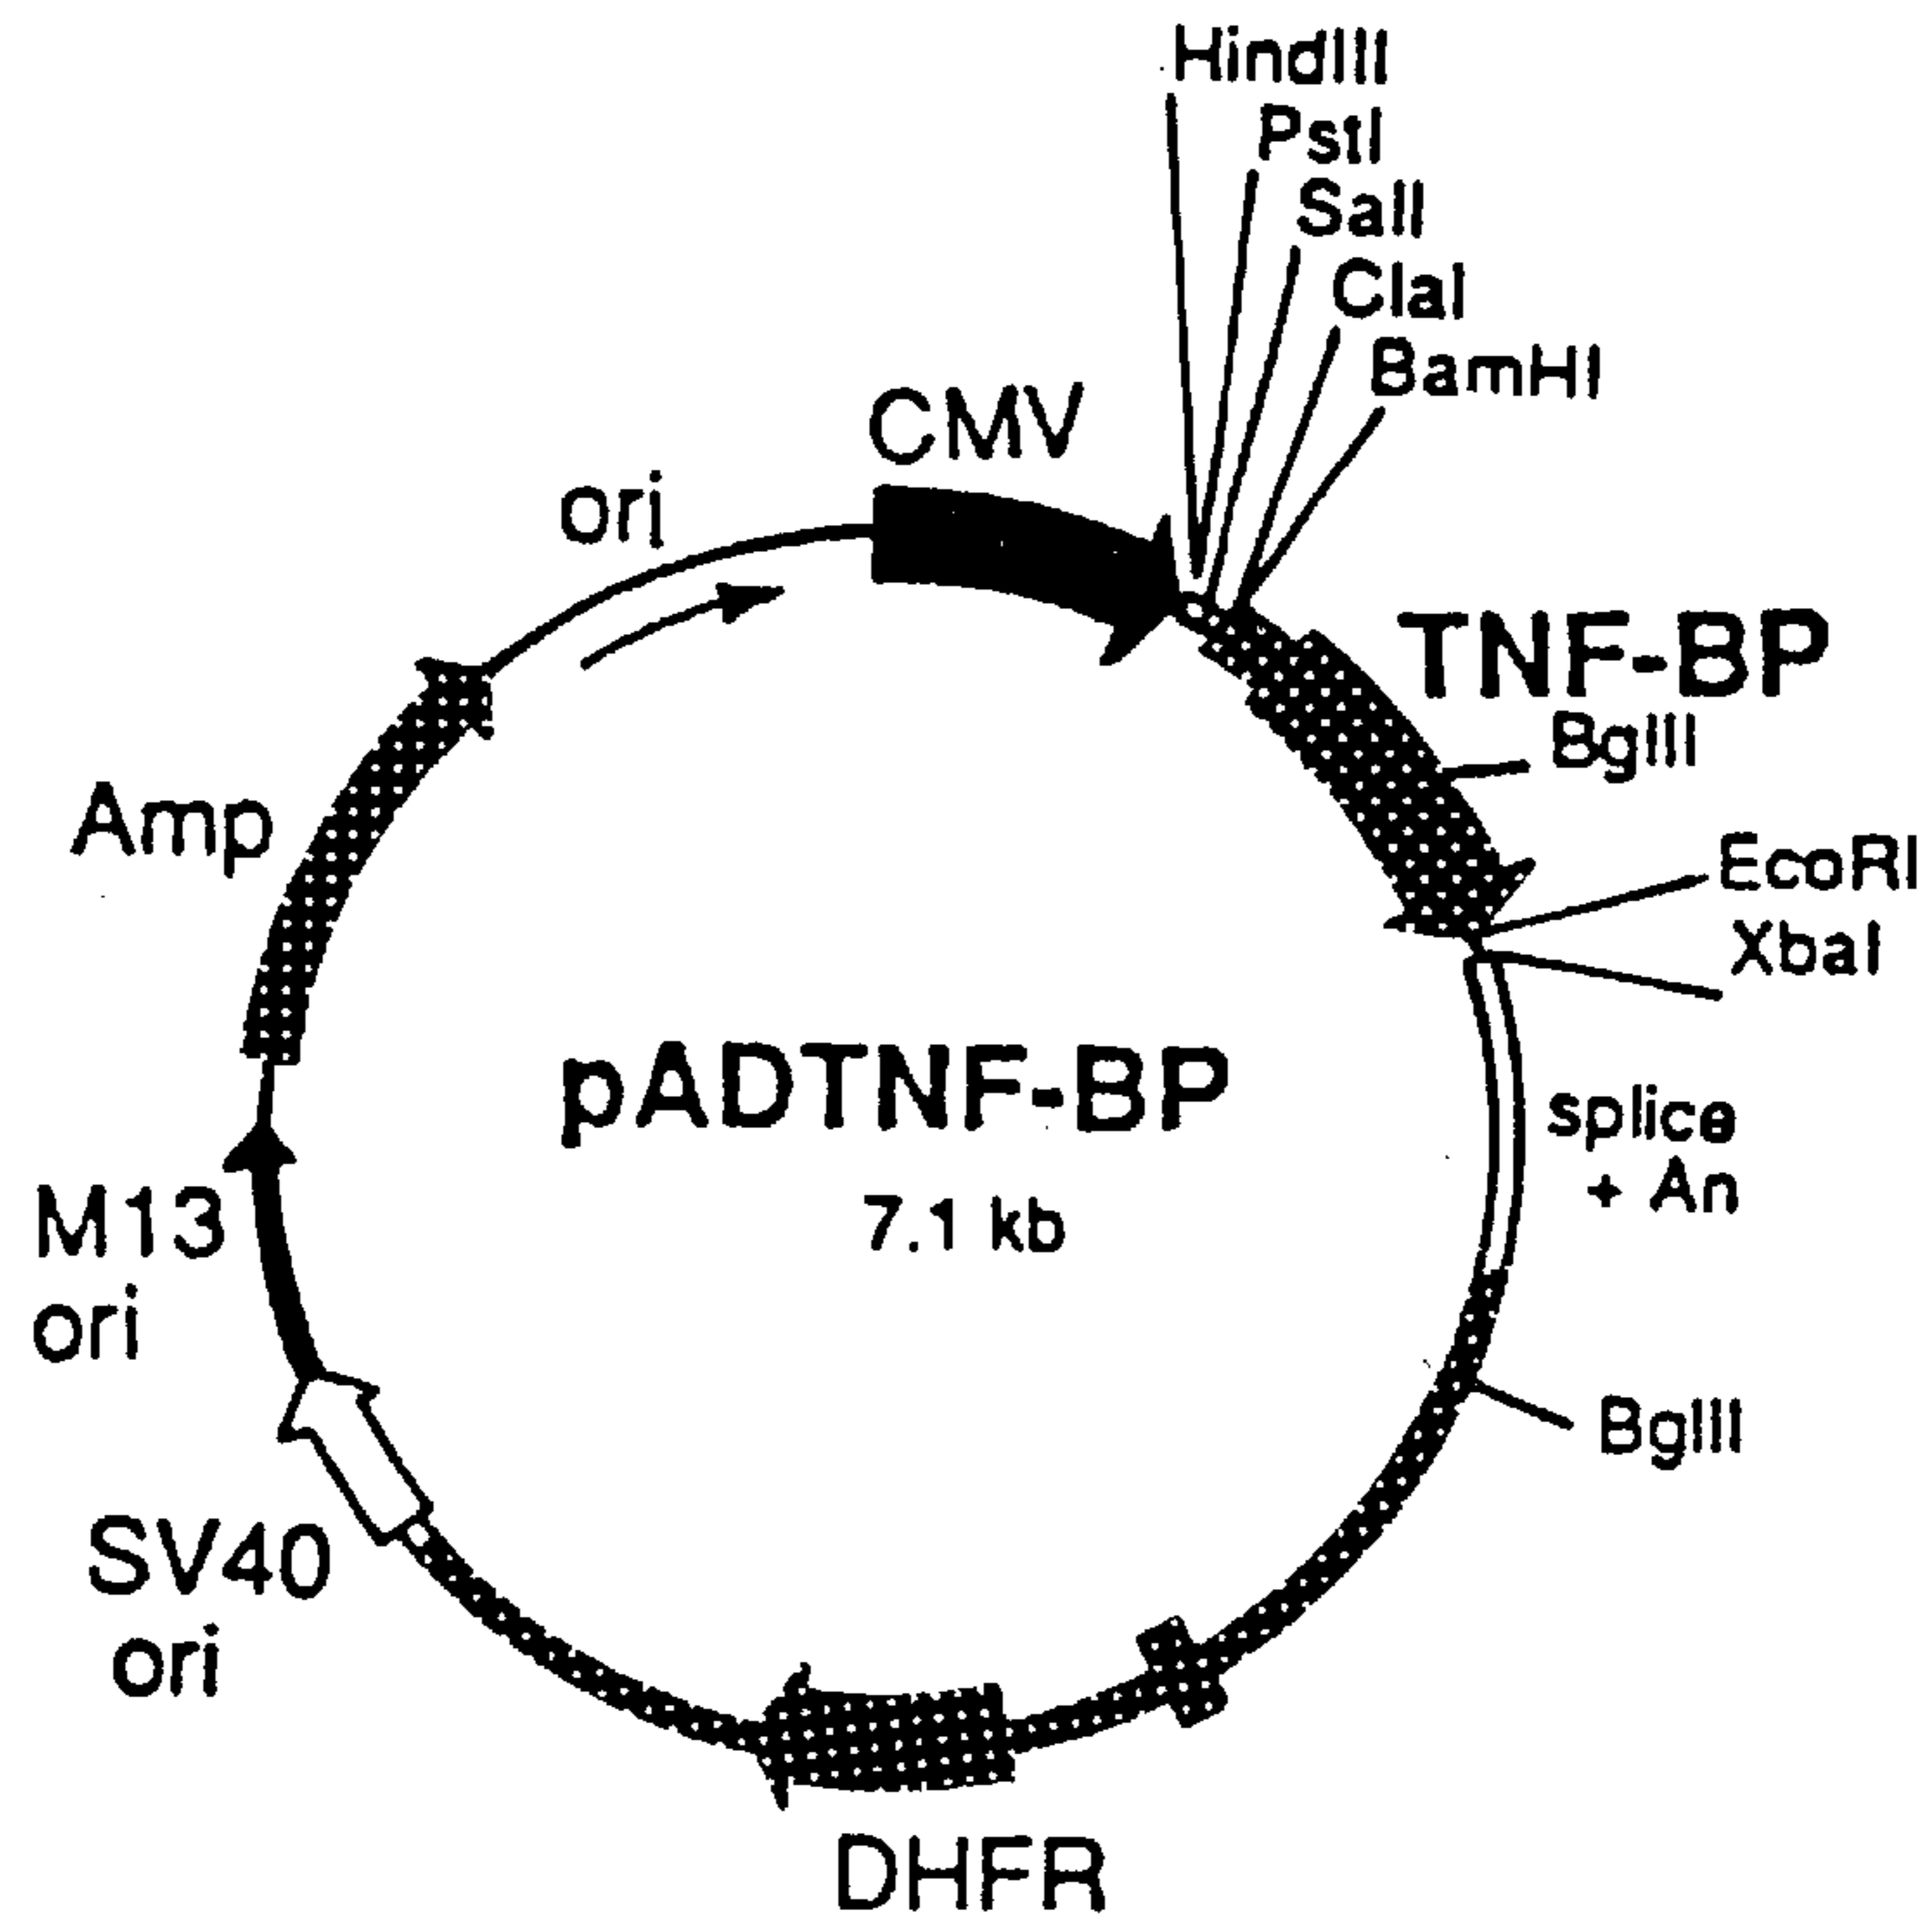 HindIII
PstI
SalI
ClaI
BamHI
CMV
ori
TNF-BP
BglII
Amp
EcoRI
XbaI
pADTNF-BP
7.1 kb
splice
+ An
M13
ori
BglII
SV40
ori
DHFR